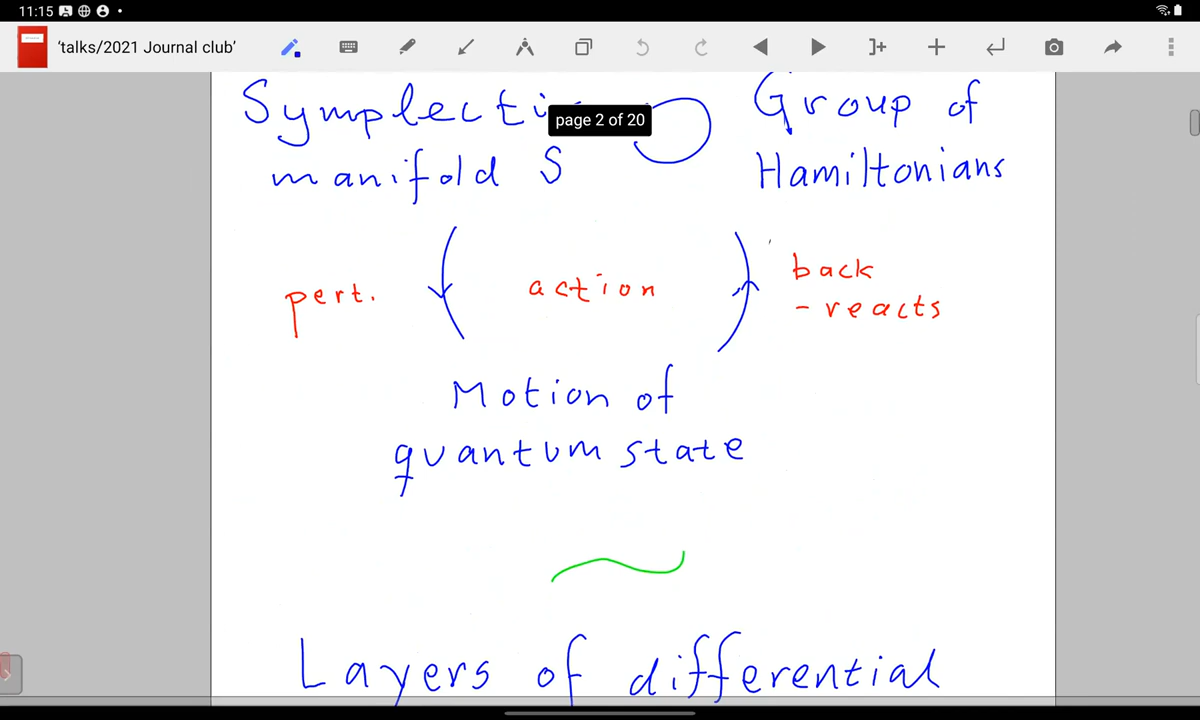 11:15
'talks/2021 Journal club'
Symplecti
page 2 of 20
Group of
manifold S
Hamiltonians
pert.
action
back
- reacts
Motion of
quantum state
Layers of differential